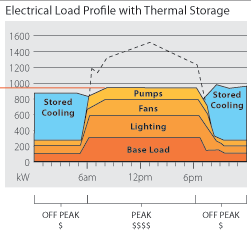 Electrical Load Profile with Thermal Storage
1600
1400
1200
1000
800
600
400
200
0
Stored
Cooling
Pumps
Fans
Lighting
Base Load
Stored
Cooling
kW 6am 12pm 6pm
OFF PEAK PEAK OFF PEAK
$ $$$$ $